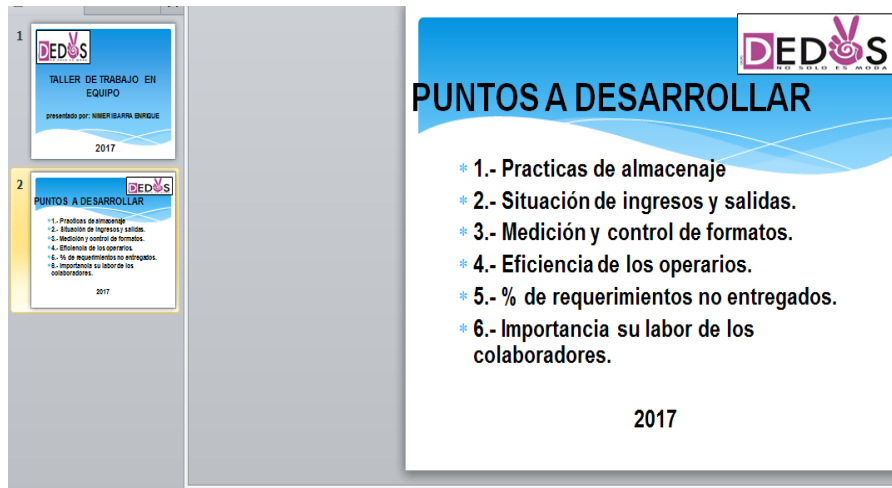 1
DEDOS
NO SOLO ES MODA
TALLER DE TRABAJO EN
EQUIPO
presentado por: NIMER IBARRA ENRIQUE
2017
2
DEDOS
PUNTOS A DESARROLLAR
1.- Practicas de almacenaje
2.- Situación de ingresos y salidas.
3.- Medición y control de formatos.
4.- Eficiencia de los operarios.
5.- % de requerimientos no entregados.
6.- Importancia su labor de los
colaboradores.
2017
DEDOS
NO SOLO ES MODA
PUNTOS A DESARROLLAR
* 1.- Practicas de almacenaje
* 2.- Situación de ingresos y salidas.
* 3.- Medición y control de formatos.
* 4.- Eficiencia de los operarios.
* 5.- % de requerimientos no entregados.
* 6.- Importancia su labor de los
colaboradores.
2017